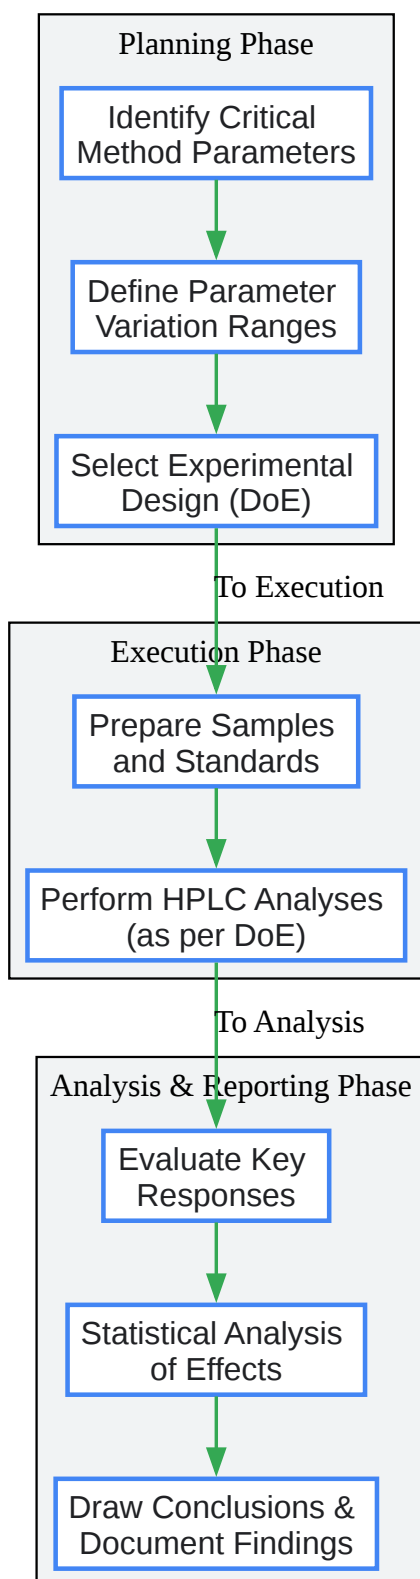 Planning Phase
Identify Critical
Method Parameters
Define Parameter
Variation Ranges
Select Experimental
Design (DoE)
To Execution
Execution Phase
Prepare Samples
and Standards
Perform HPLC Analyses
(as per DoE)
To Analysis
Analysis & Reporting Phase
Evaluate Key
Responses
Statistical Analysis
of Effects
Draw Conclusions &
Document Findings